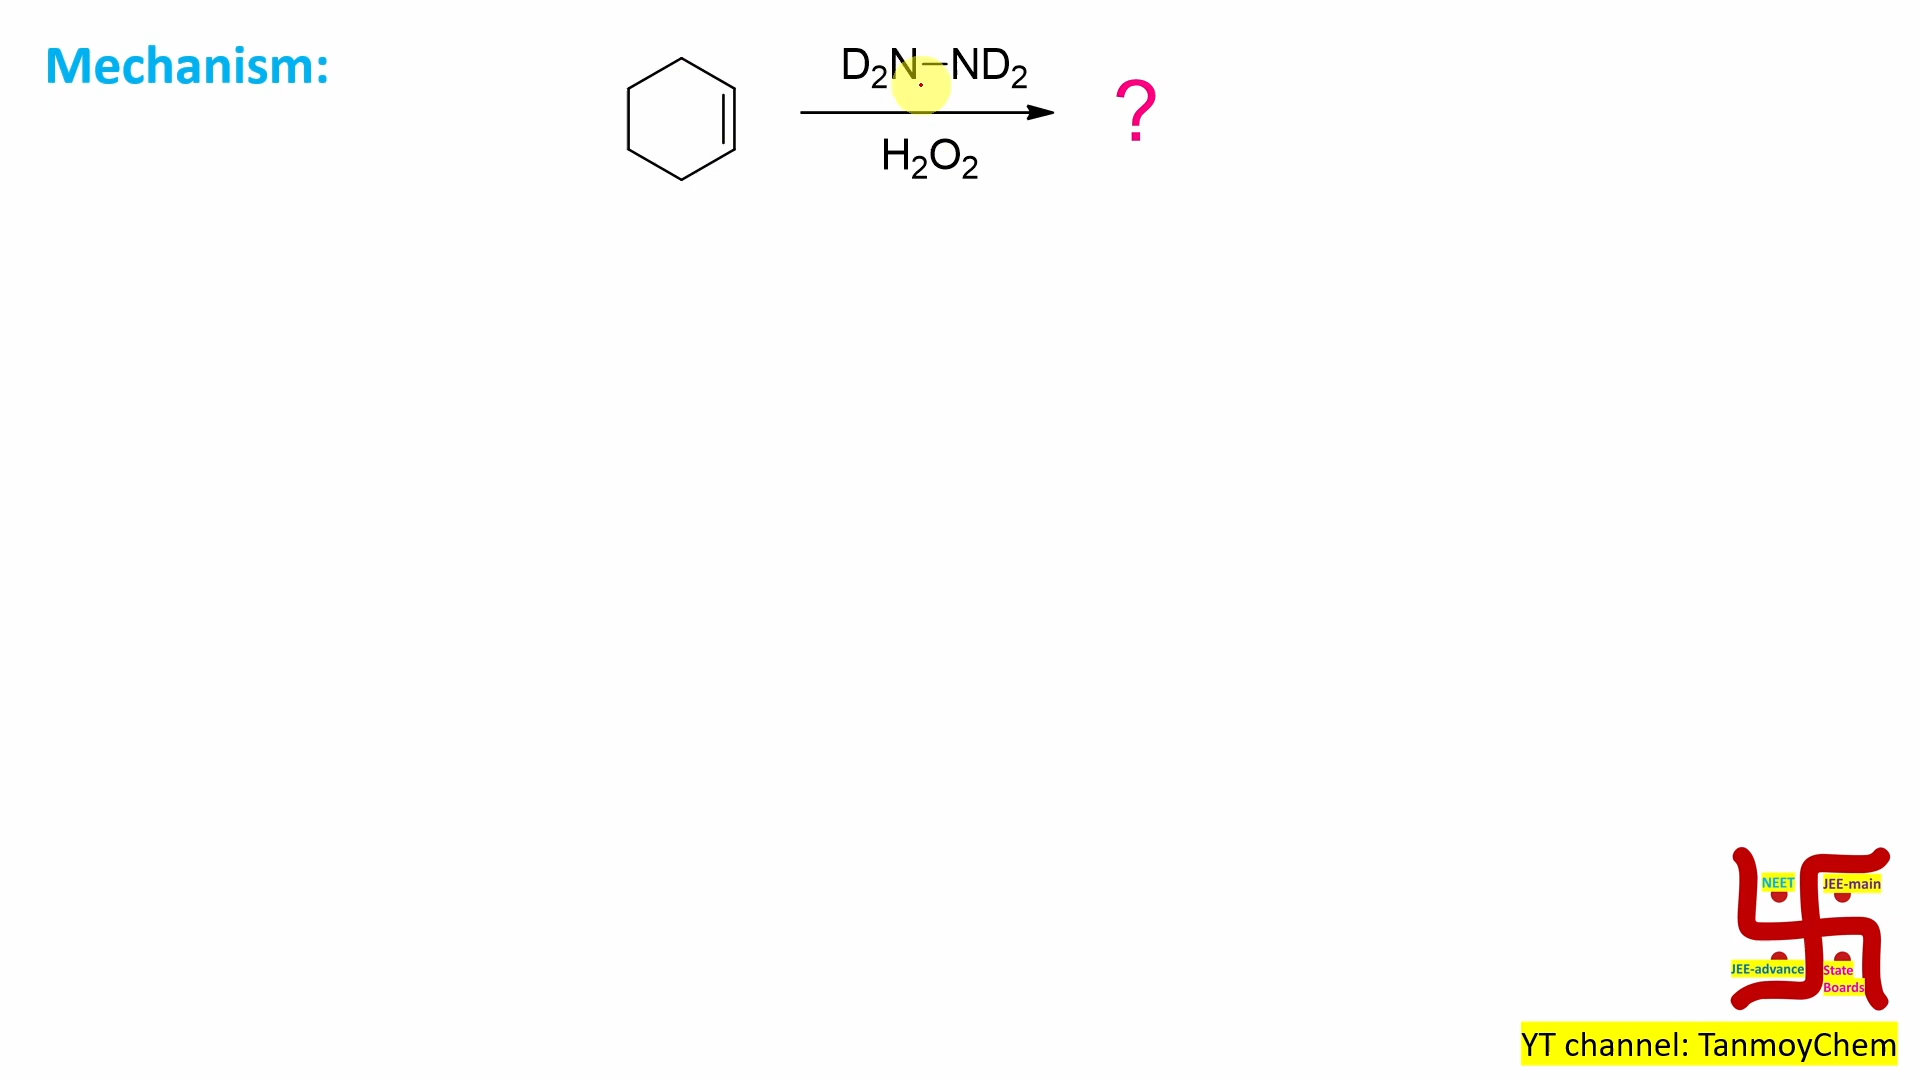 Mechanism:
D₂N–ND₂
H₂O₂
?
NEET
JEE-main
JEE-advance
State
Boards
YT channel: TanmoyChem